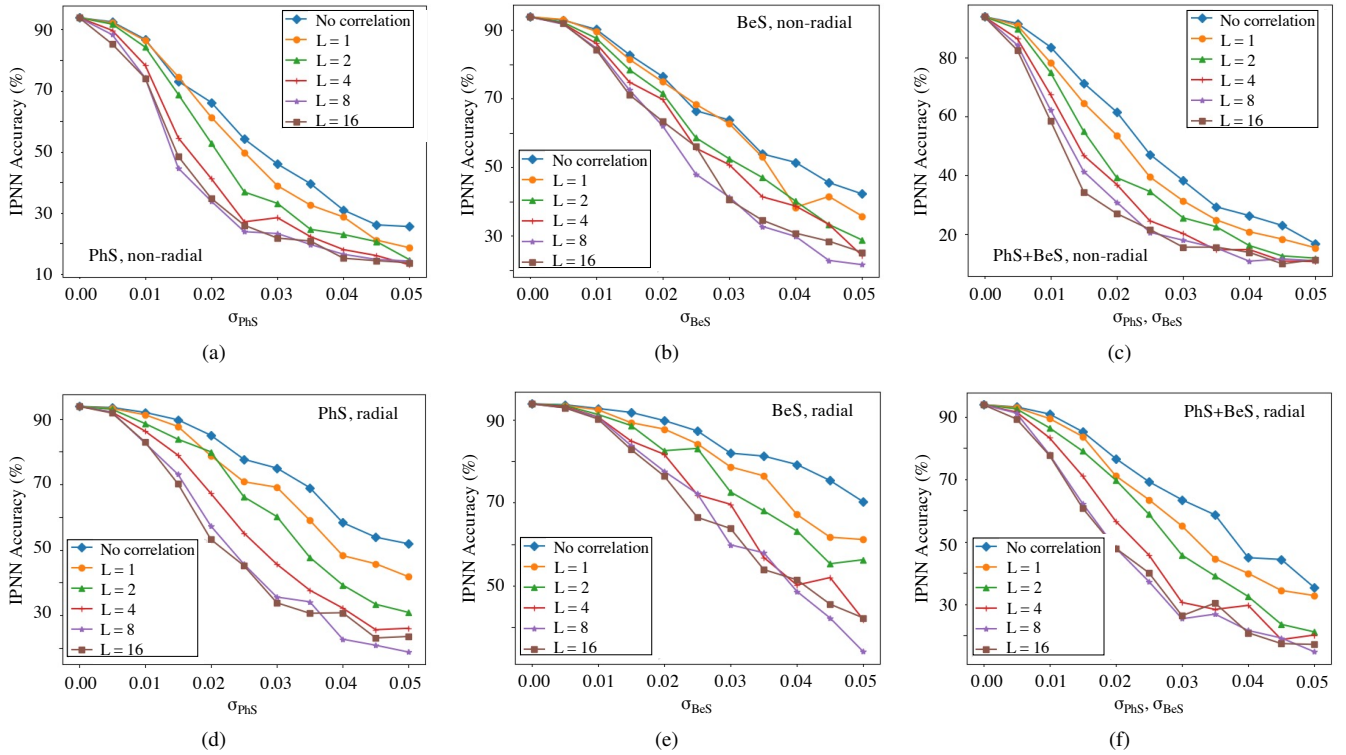 90
70
50
30
10
IPNN Accuracy (%)
No correlation
L = 1
L = 2
L = 4
L = 8
L = 16
PhS, non-radial
0.00 0.01 0.02 0.03 0.04 0.05
σPhS
(a)
90
70
50
30
IPNN Accuracy (%)
BeS, non-radial
No correlation
L = 1
L = 2
L = 4
L = 8
L = 16
0.00 0.01 0.02 0.03 0.04 0.05
σBeS
(b)
80
60
40
20
IPNN Accuracy (%)
No correlation
L = 1
L = 2
L = 4
L = 8
L = 16
PhS+BeS, non-radial
0.00 0.01 0.02 0.03 0.04 0.05
σPhS, σBeS
(c)
90
70
50
30
IPNN Accuracy (%)
PhS, radial
No correlation
L = 1
L = 2
L = 4
L = 8
L = 16
0.00 0.01 0.02 0.03 0.04 0.05
σPhS
(d)
90
70
50
IPNN Accuracy (%)
BeS, radial
No correlation
L = 1
L = 2
L = 4
L = 8
L = 16
0.00 0.01 0.02 0.03 0.04 0.05
σBeS
(e)
90
70
50
30
IPNN Accuracy (%)
PhS+BeS, radial
No correlation
L = 1
L = 2
L = 4
L = 8
L = 16
0.00 0.01 0.02 0.03 0.04 0.05
σPhS, σBeS
(f)